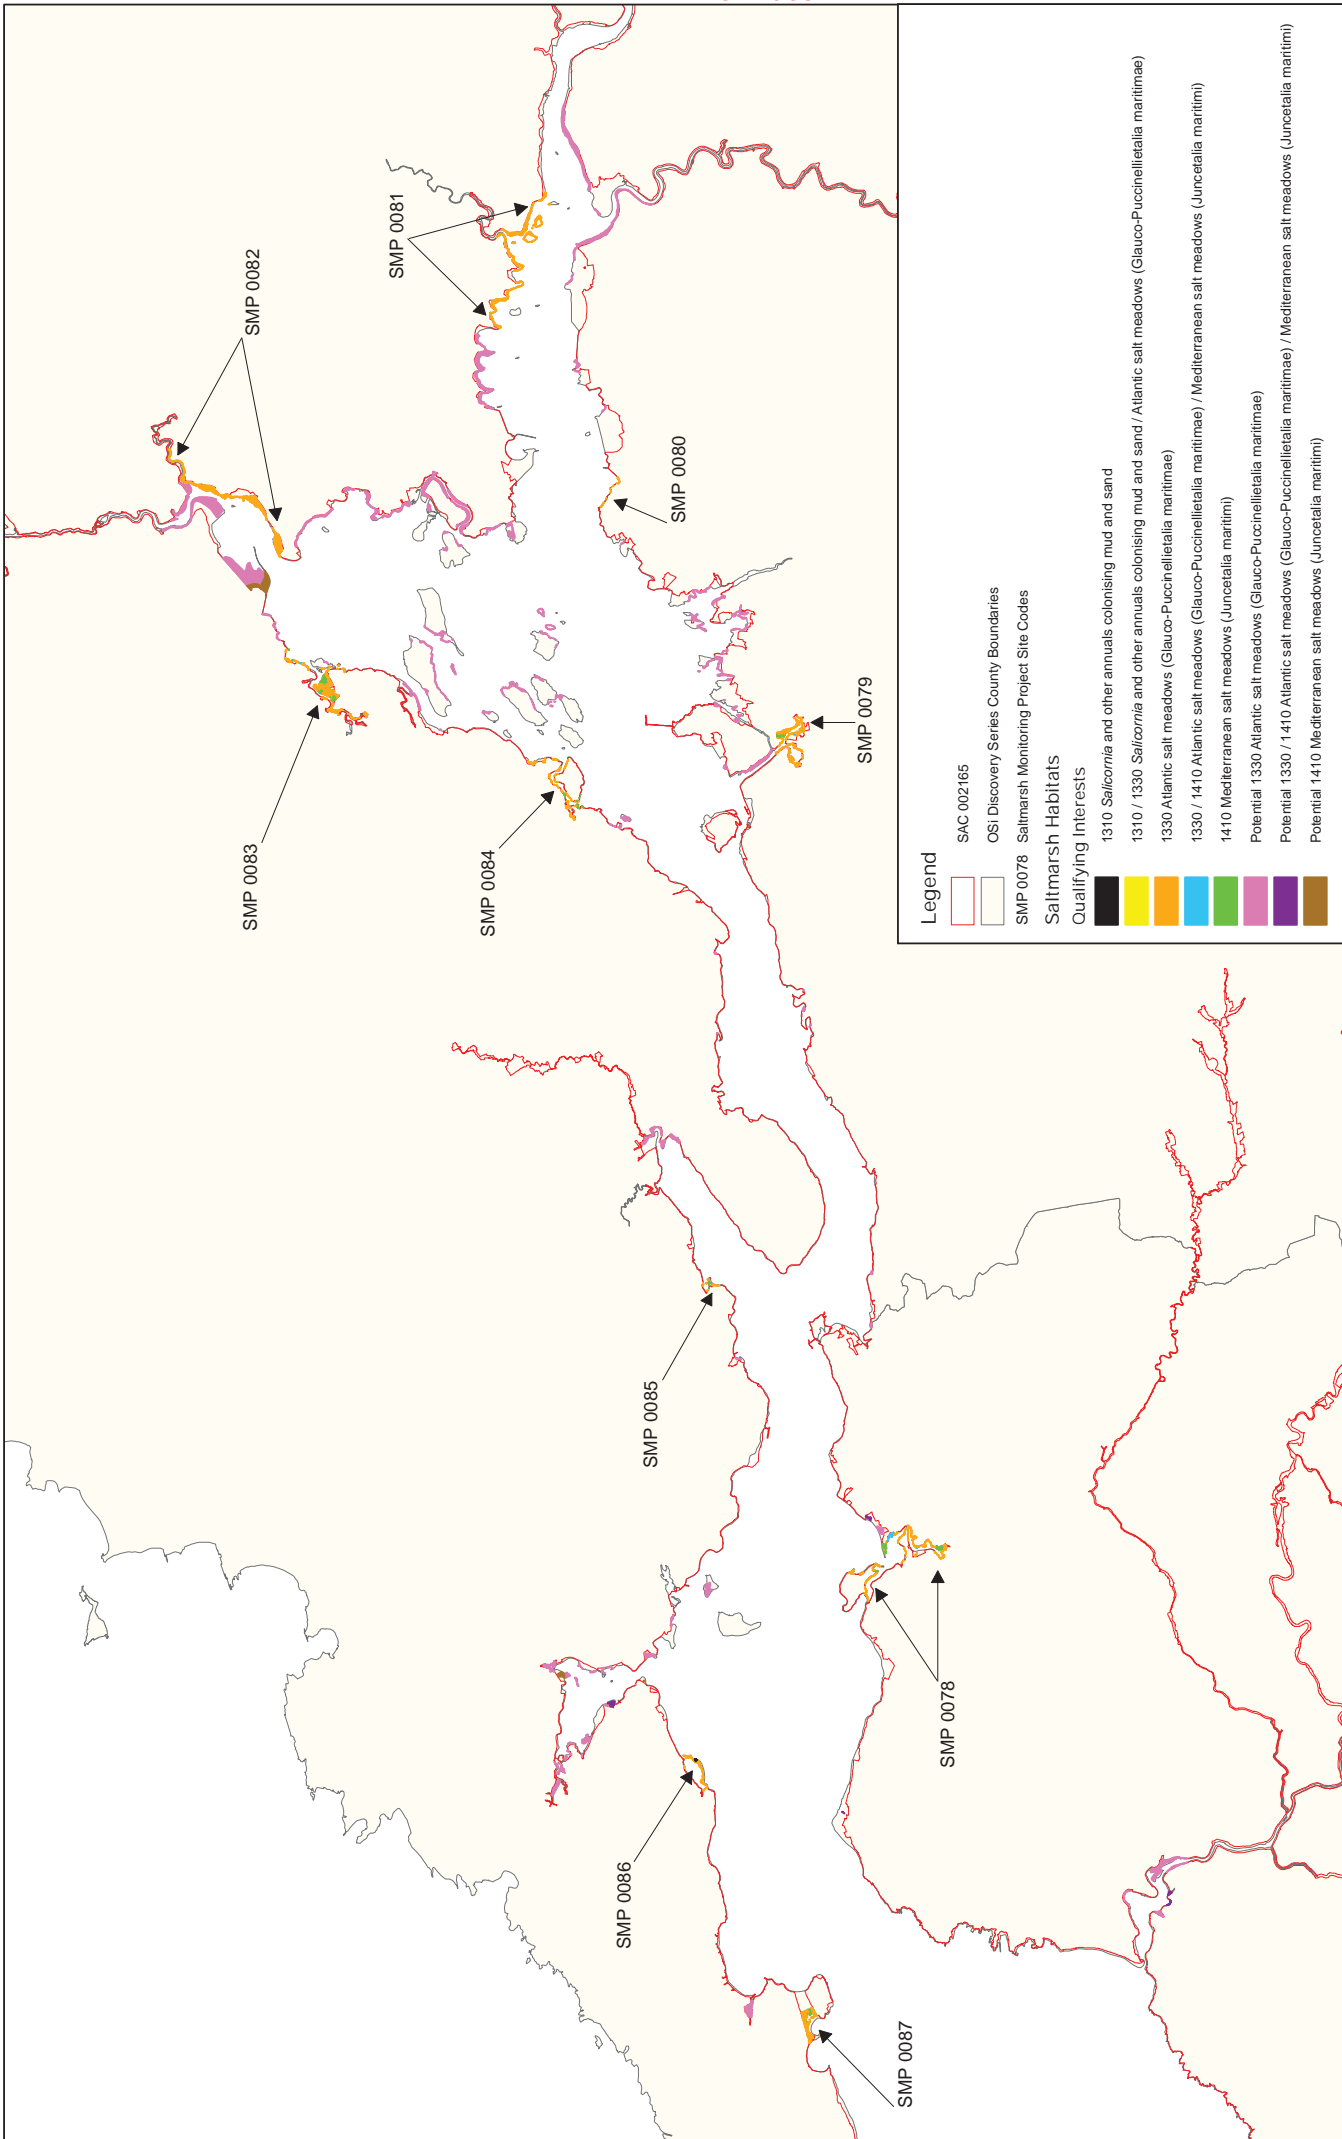 SMP 0082
SMP 0081
SMP 0080
SMP 0083
SMP 0084
SMP 0079
SMP 0085
SMP 0078
SMP 0086
SMP 0087
Legend
SAC 002165
OSi Discovery Series County Boundaries
SMP 0078 Saltmarsh Monitoring Project Site Codes
Saltmarsh Habitats
Qualifying Interests
1310 Salicornia and other annuals colonising mud and sand
1310 / 1330 Salicornia and other annuals colonising mud and sand / Atlantic salt meadows (Glauco-Puccinellietalia maritimae)
1330 Atlantic salt meadows (Glauco-Puccinellietalia maritimae)
1330 / 1410 Atlantic salt meadows (Glauco-Puccinellietalia maritimae) / Mediterranean salt meadows (Juncetalia maritimi)
1410 Mediterranean salt meadows (Juncetalia maritimi)
Potential 1330 Atlantic salt meadows (Glauco-Puccinellietalia maritimae)
Potential 1330 / 1410 Atlantic salt meadows (Glauco-Puccinellietalia maritimae) / Mediterranean salt meadows (Juncetalia maritimi)
Potential 1410 Mediterranean salt meadows (Juncetalia maritimi)